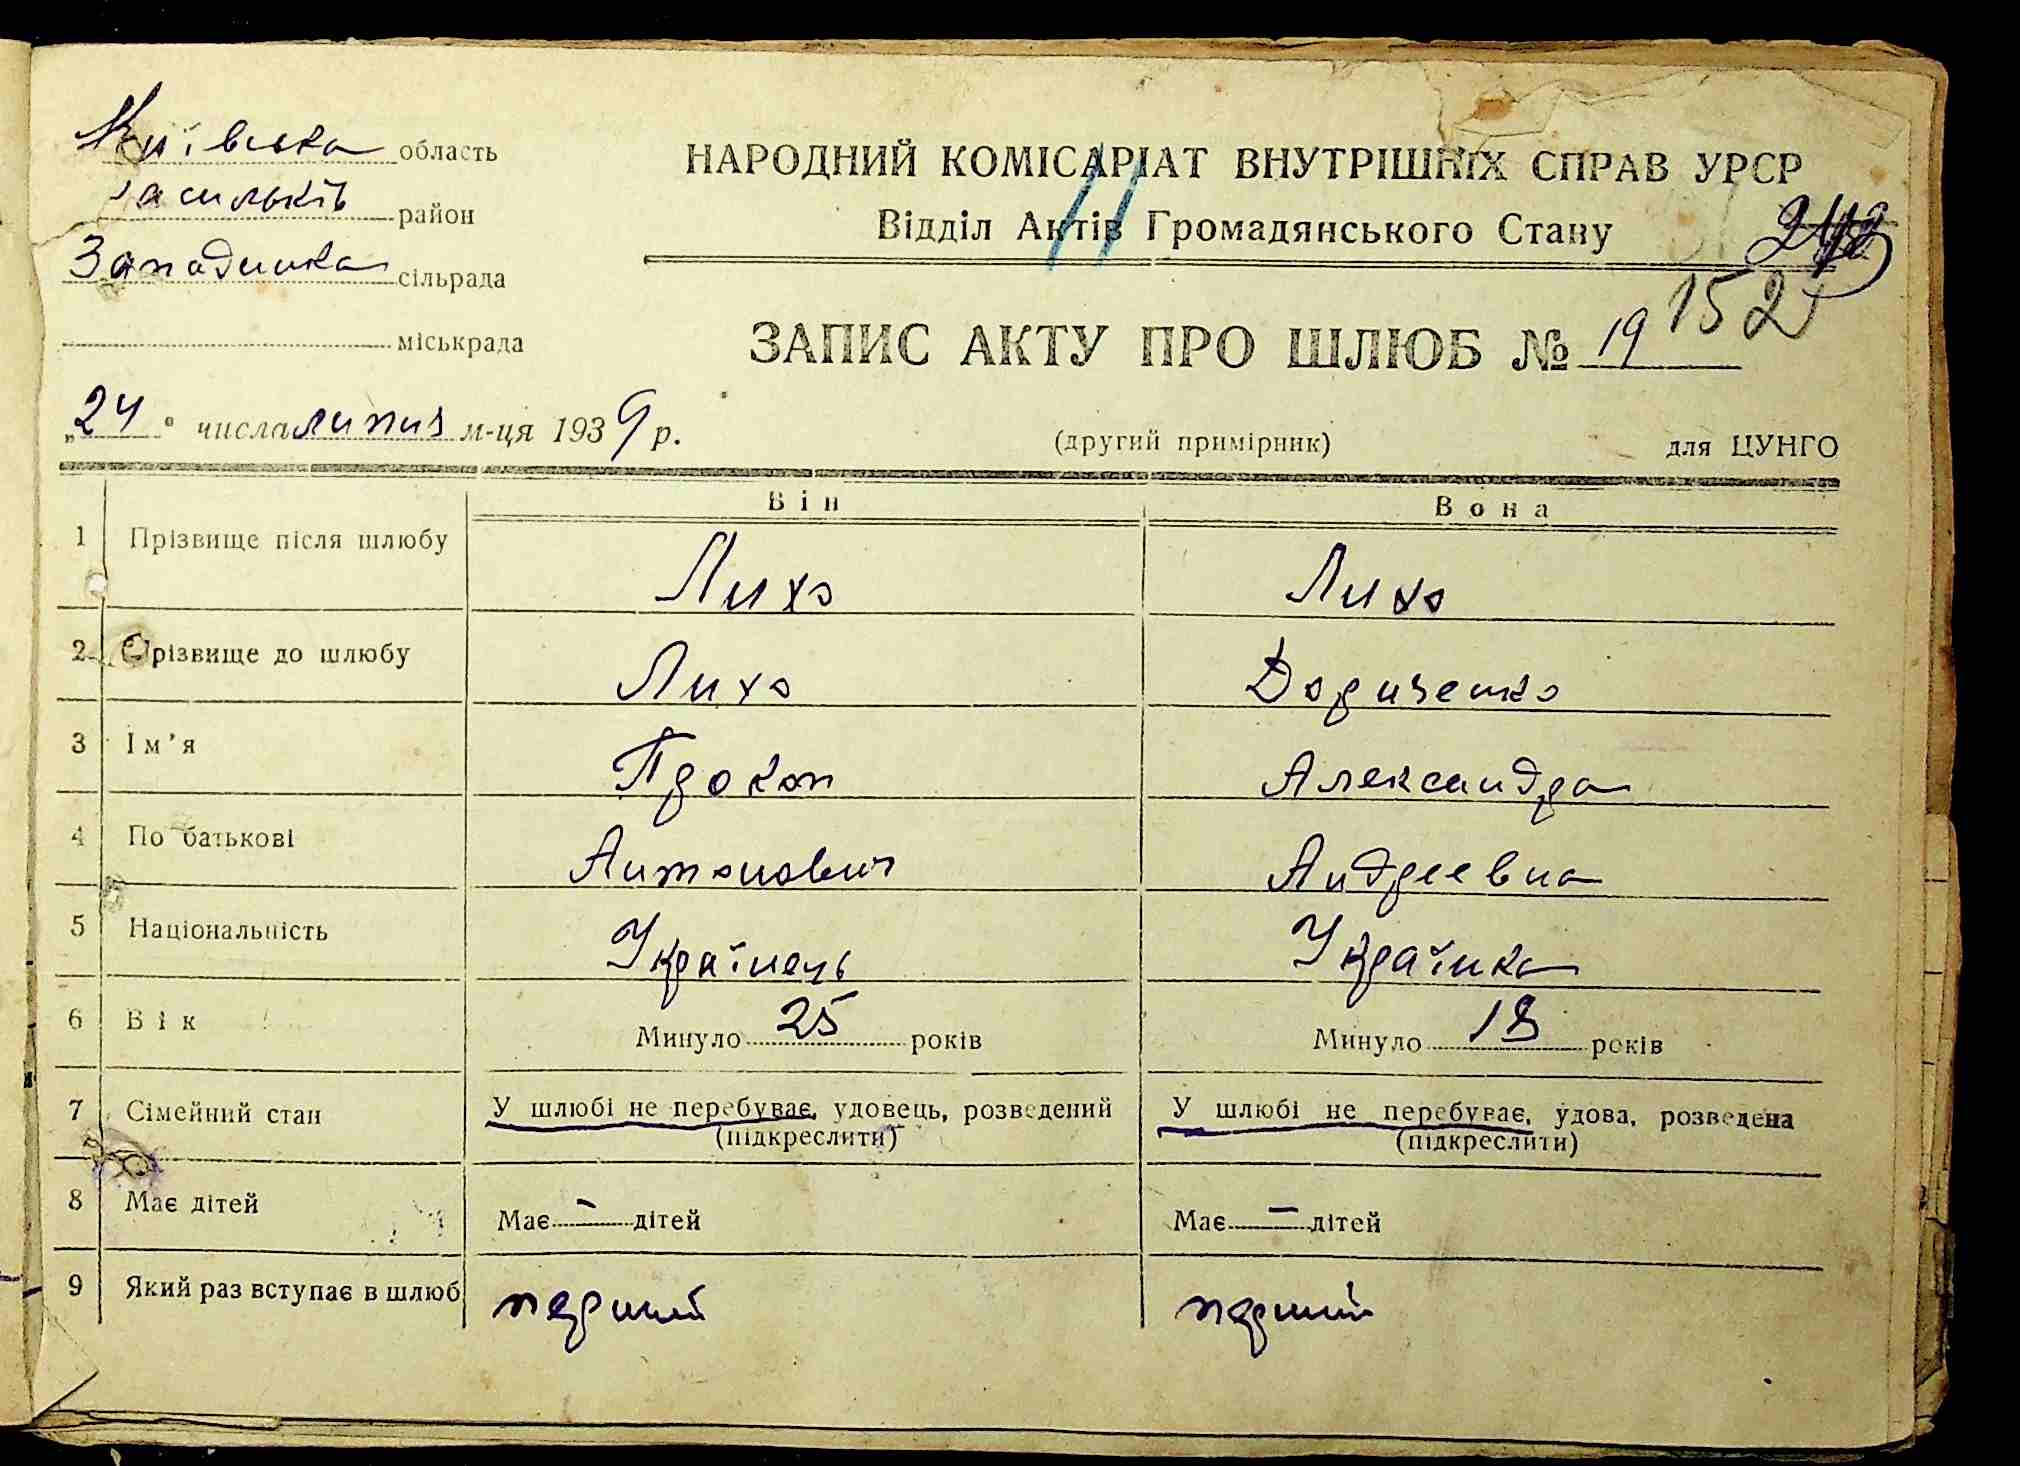 Київська область
Васильків район
Западинка сільрада
міськрада
НАРОДНИЙ КОМІСАРІАТ ВНУТРІШНІХ СПРАВ УРСР
Відділ Актів Громадянського Стану
11
ЗАПИС АКТУ ПРО ШЛЮБ № 19
152
„24" числа липня м-ця 1939 р.
(другий примірник)
для ЦУНГО
Він Вона
1 Прізвище після шлюбу Лихо Лихо
2 Прізвище до шлюбу Лихо Додиченко
3 Ім'я Прокоп Александра
4 По батькові Антонович Андреевна
5 Національність Українець Українка
6 Вік Минуло 25 років Минуло 18 років
7 Сімейний стан У шлюбі не перебуває, удовець, розведений У шлюбі не перебуває, удова, розведена
(підкреслити) (підкреслити)
8 Має дітей Має - дітей Має - дітей
9 Який раз вступає в шлюб перший перший